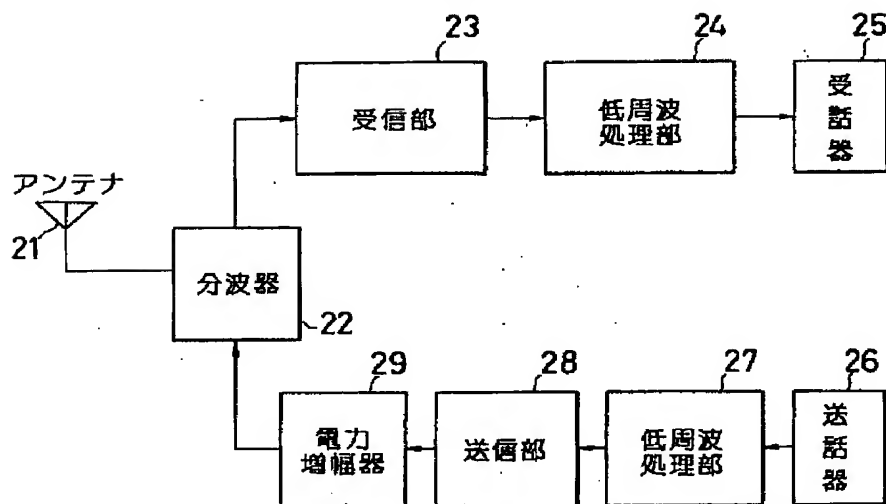 23
24
25
受信部
低周波
処理部
受
話
器
アンテナ
21
分波器
22
29
28
27
26
電力
増幅器
送信部
低周波
処理部
送
話
器